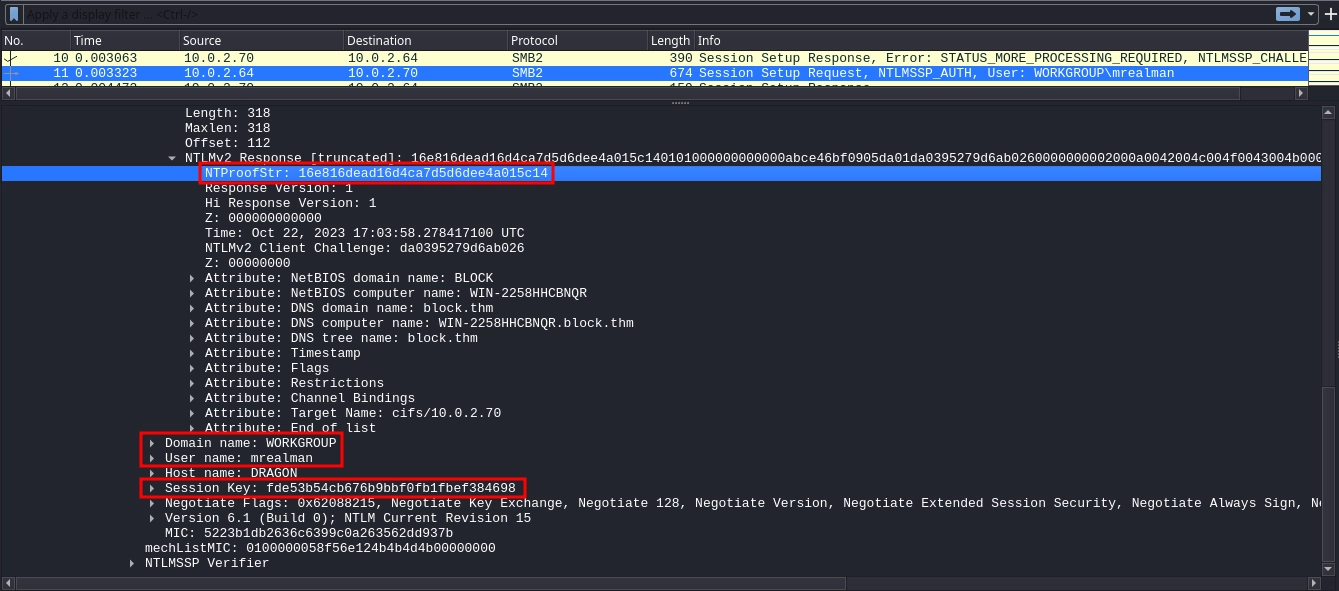 Apply a display filter ... <Ctrl-/>
No. Time Source Destination Protocol Length Info
10 0.003063 10.0.2.70 10.0.2.64 SMB2 390 Session Setup Response, Error: STATUS_MORE_PROCESSING_REQUIRED, NTLMSSP_CHALLE
11 0.003323 10.0.2.64 10.0.2.70 SMB2 674 Session Setup Request, NTLMSSP_AUTH, User: WORKGROUP\mrealman
Length: 318
Maxlen: 318
Offset: 112
NTLMv2 Response [truncated]: 16e816dead16d4ca7d5d6dee4a015c140101000000000000abce46bf0905da01da0395279d6ab0260000000002000a0042004c004f0043004b000
NTProofStr: 16e816dead16d4ca7d5d6dee4a015c14
Response Version: 1
Hi Response Version: 1
Z: 000000000000
Time: Oct 22, 2023 17:03:58.278417100 UTC
NTLMv2 Client Challenge: da0395279d6ab026
Z: 00000000
Attribute: NetBIOS domain name: BLOCK
Attribute: NetBIOS computer name: WIN-2258HHCBNQR
Attribute: DNS domain name: block.thm
Attribute: DNS computer name: WIN-2258HHCBNQR.block.thm
Attribute: DNS tree name: block.thm
Attribute: Timestamp
Attribute: Flags
Attribute: Restrictions
Attribute: Channel Bindings
Attribute: Target Name: cifs/10.0.2.70
Attribute: End of list
Domain name: WORKGROUP
User name: mrealman
Host name: DRAGON
Session Key: fde53b54cb676b9bbf0fb1fbef384698
Negotiate Flags: 0x62088215, Negotiate Key Exchange, Negotiate 128, Negotiate Version, Negotiate Extended Session Security, Negotiate Always Sign, Ne
Version 6.1 (Build 0); NTLM Current Revision 15
MIC: 5223b1db2636c6399c0a263562dd937b
mechListMIC: 0100000058f56e124b4b4d4b00000000
NTLMSSP Verifier